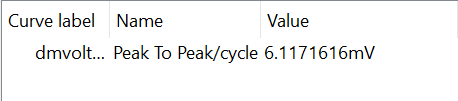 Curve label Name Value
dmvolt... Peak To Peak/cycle 6.1171616mV